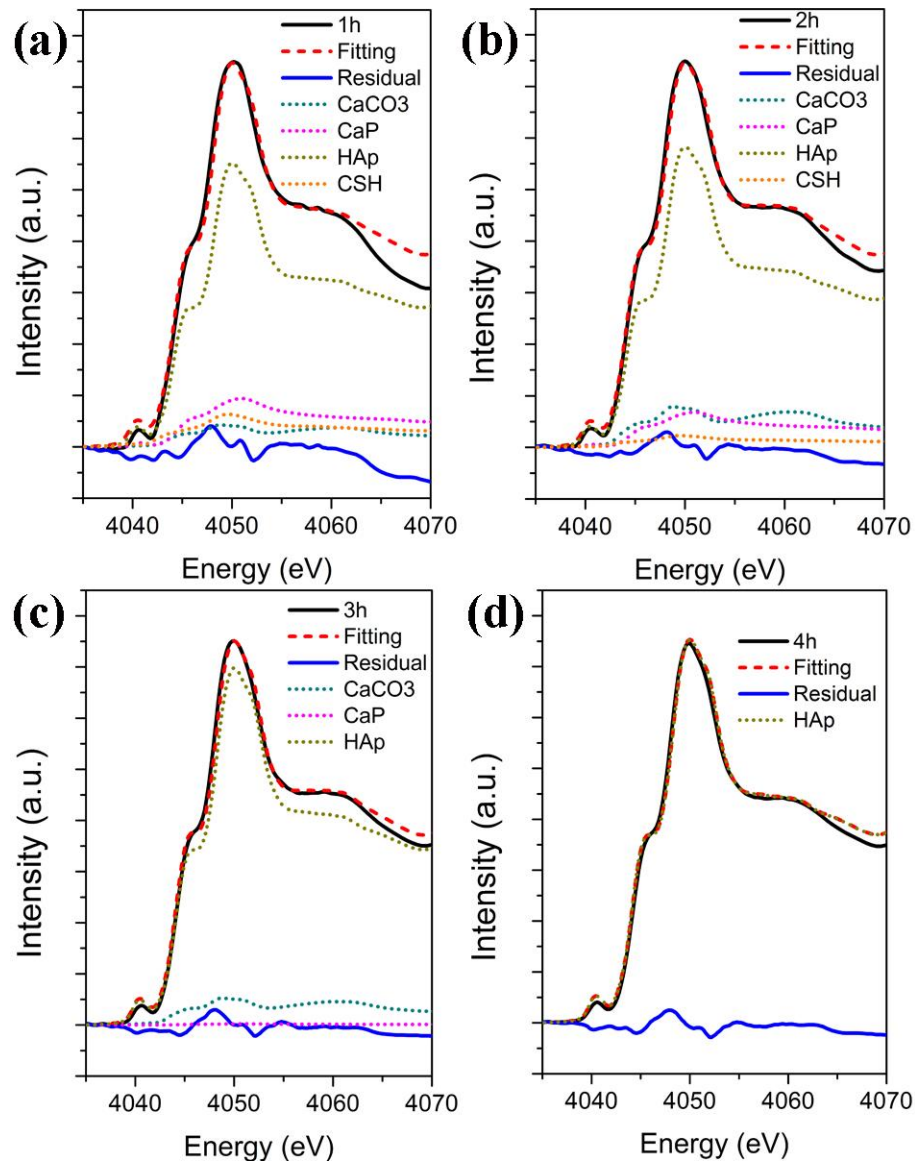 (a)
1h
Fitting
Residual
CaCO3
CaP
HAp
CSH
Intensity (a.u.)
4040 4050 4060 4070
Energy (eV)
(b)
2h
Fitting
Residual
CaCO3
CaP
HAp
CSH
Intensity (a.u.)
4040 4050 4060 4070
Energy (eV)
(c)
3h
Fitting
Residual
CaCO3
CaP
HAp
Intensity (a.u.)
4040 4050 4060 4070
Energy (eV)
(d)
4h
Fitting
Residual
HAp
Intensity (a.u.)
4040 4050 4060 4070
Energy (eV)